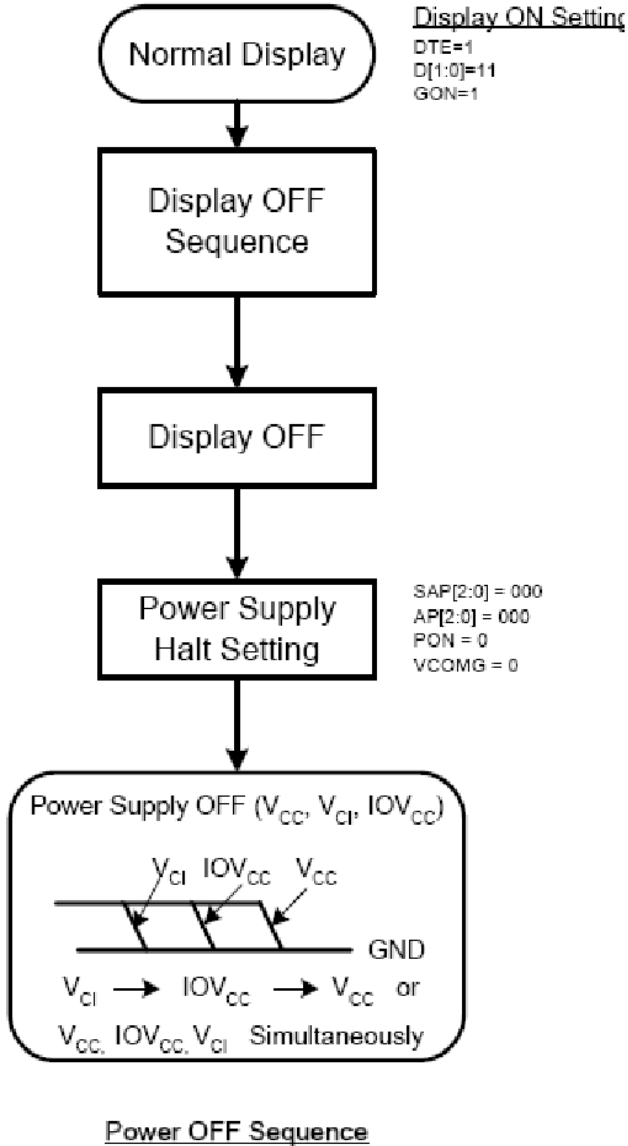 Normal Display
Display ON Setting
DTE=1
D[1:0]=11
GON=1
Display OFF
Sequence
Display OFF
Power Supply
Halt Setting
SAP[2:0] = 000
AP[2:0] = 000
PON = 0
VCOMG = 0
Power Supply OFF (VCC, VCI, IOVCC)
VCI IOVCC VCC
GND
VCI → IOVCC → VCC or
VCC, IOVCC, VCI Simultaneously
Power OFF Sequence